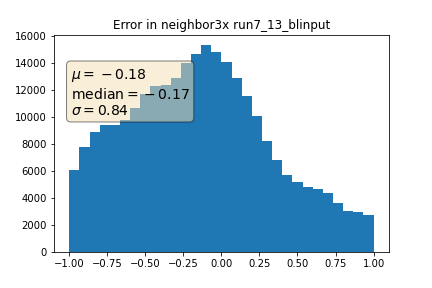 Error in neighbor3x run7_13_blinput
16000
14000
12000
10000
8000
6000
4000
2000
0
μ = −0.18
median = −0.17
σ = 0.84
−1.00 −0.75 −0.50 −0.25 0.00 0.25 0.50 0.75 1.00